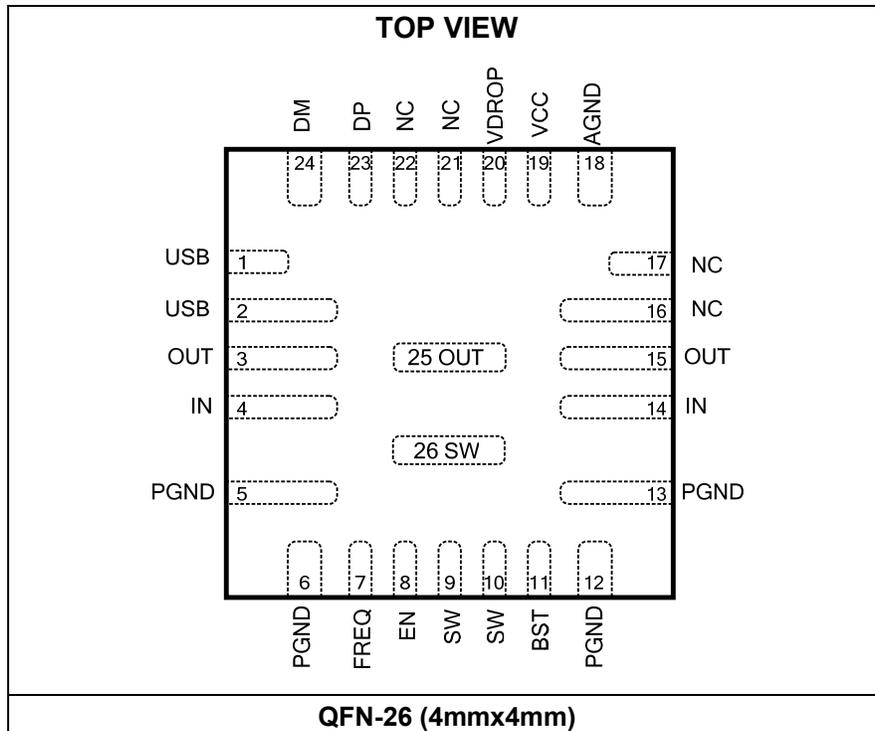 TOP VIEW
DM DP NC NC VDROP VCC AGND
24 23 22 21 20 19 18
USB 1 17 NC
USB 2 16 NC
OUT 3 25 OUT 15 OUT
IN 4 14 IN
26 SW
PGND 5 13 PGND
6 7 8 9 10 11 12
PGND FREQ EN SW SW BST PGND
QFN-26 (4mmx4mm)